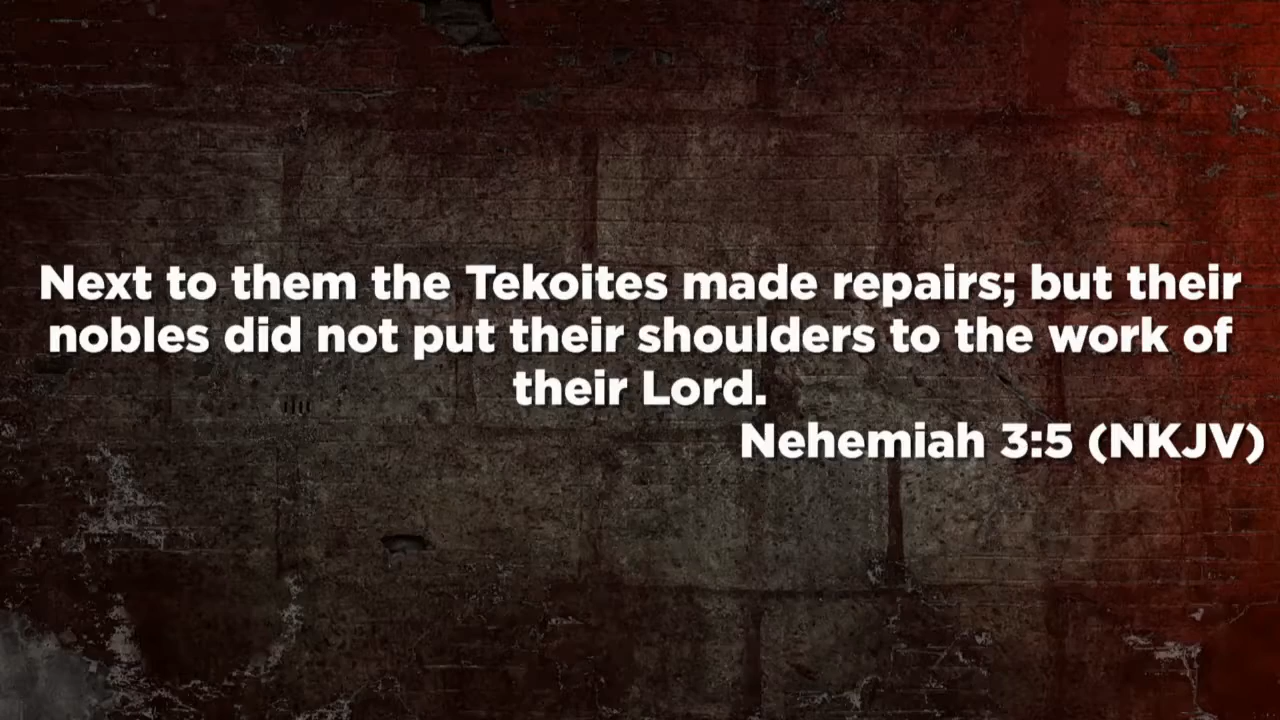 Next to them the Tekoites made repairs; but their
nobles did not put their shoulders to the work of
their Lord.
Nehemiah 3:5 (NKJV)